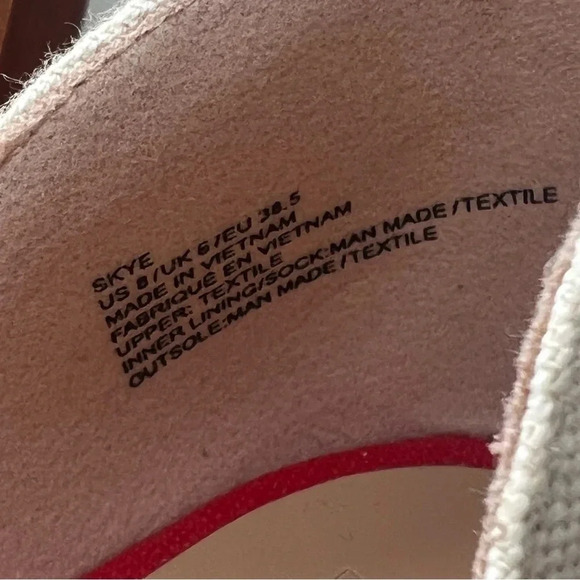 SKYE
US 8/UK 6/EU 38.5
MADE IN VIETNAM
FABRIQUÉ EN VIETNAM
UPPER: TEXTILE
INNER LINING/SOCK:MAN MADE/TEXTILE
OUTSOLE:MAN MADE/TEXTILE